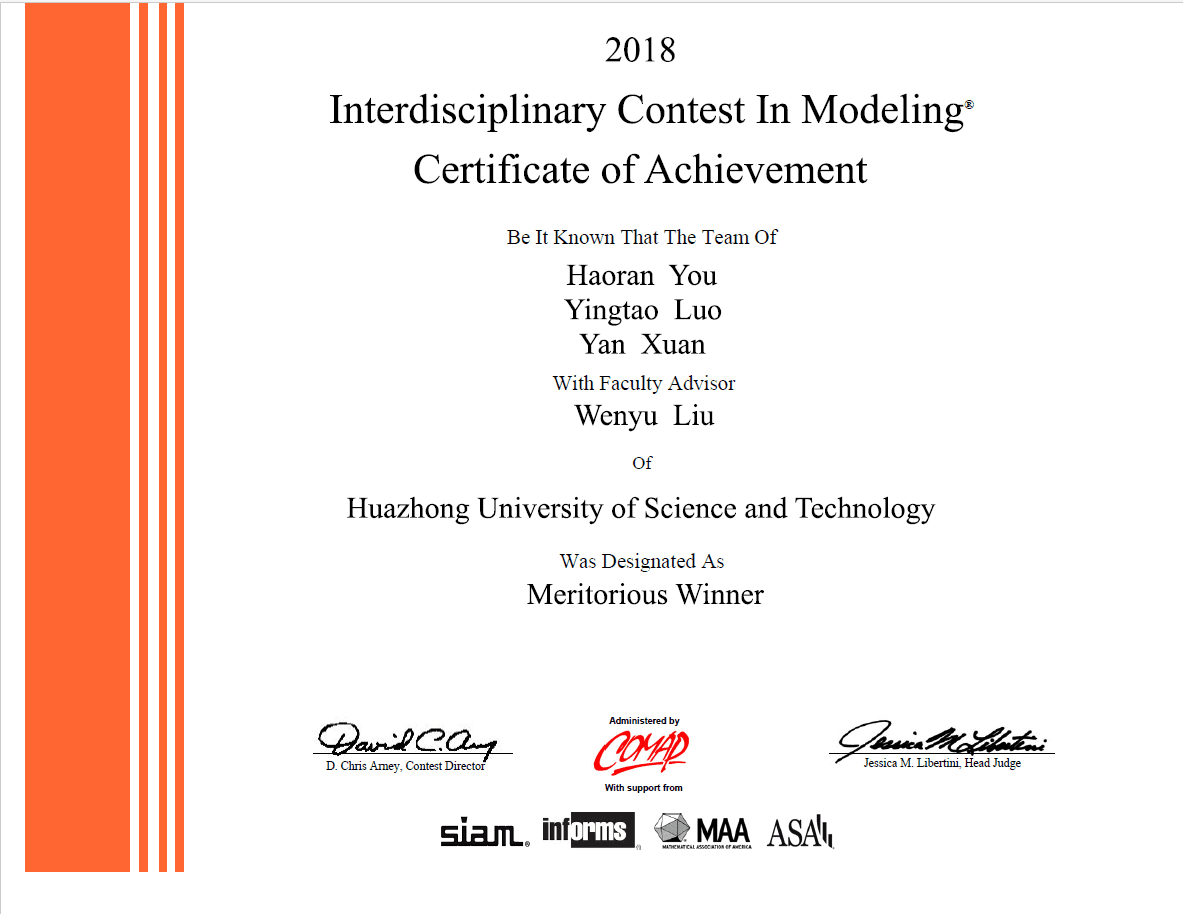 2018
Interdisciplinary Contest In Modeling®
Certificate of Achievement
Be It Known That The Team Of
Haoran You
Yingtao Luo
Yan Xuan
With Faculty Advisor
Wenyu Liu
Of
Huazhong University of Science and Technology
Was Designated As
Meritorious Winner
David C. Arney
D. Chris Arney, Contest Director
Administered by
COMAP
With support from
Jessica M Libertini
Jessica M. Libertini, Head Judge
siam®
informs®
MAA
MATHEMATICAL ASSOCIATION OF AMERICA
ASA